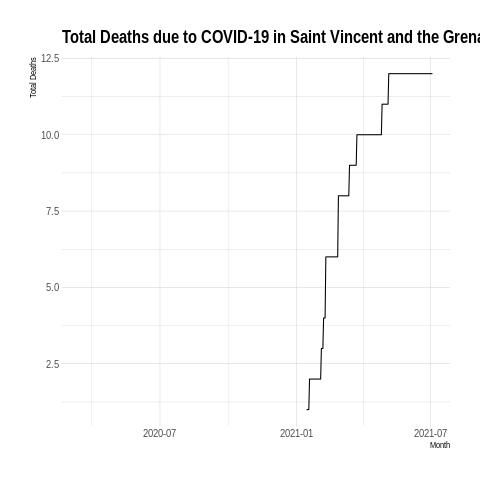 Total Deaths due to COVID-19 in Saint Vincent and the Grena
Total Deaths
12.5
10.0
7.5
5.0
2.5
2020-07
2021-01
2021-07
Month